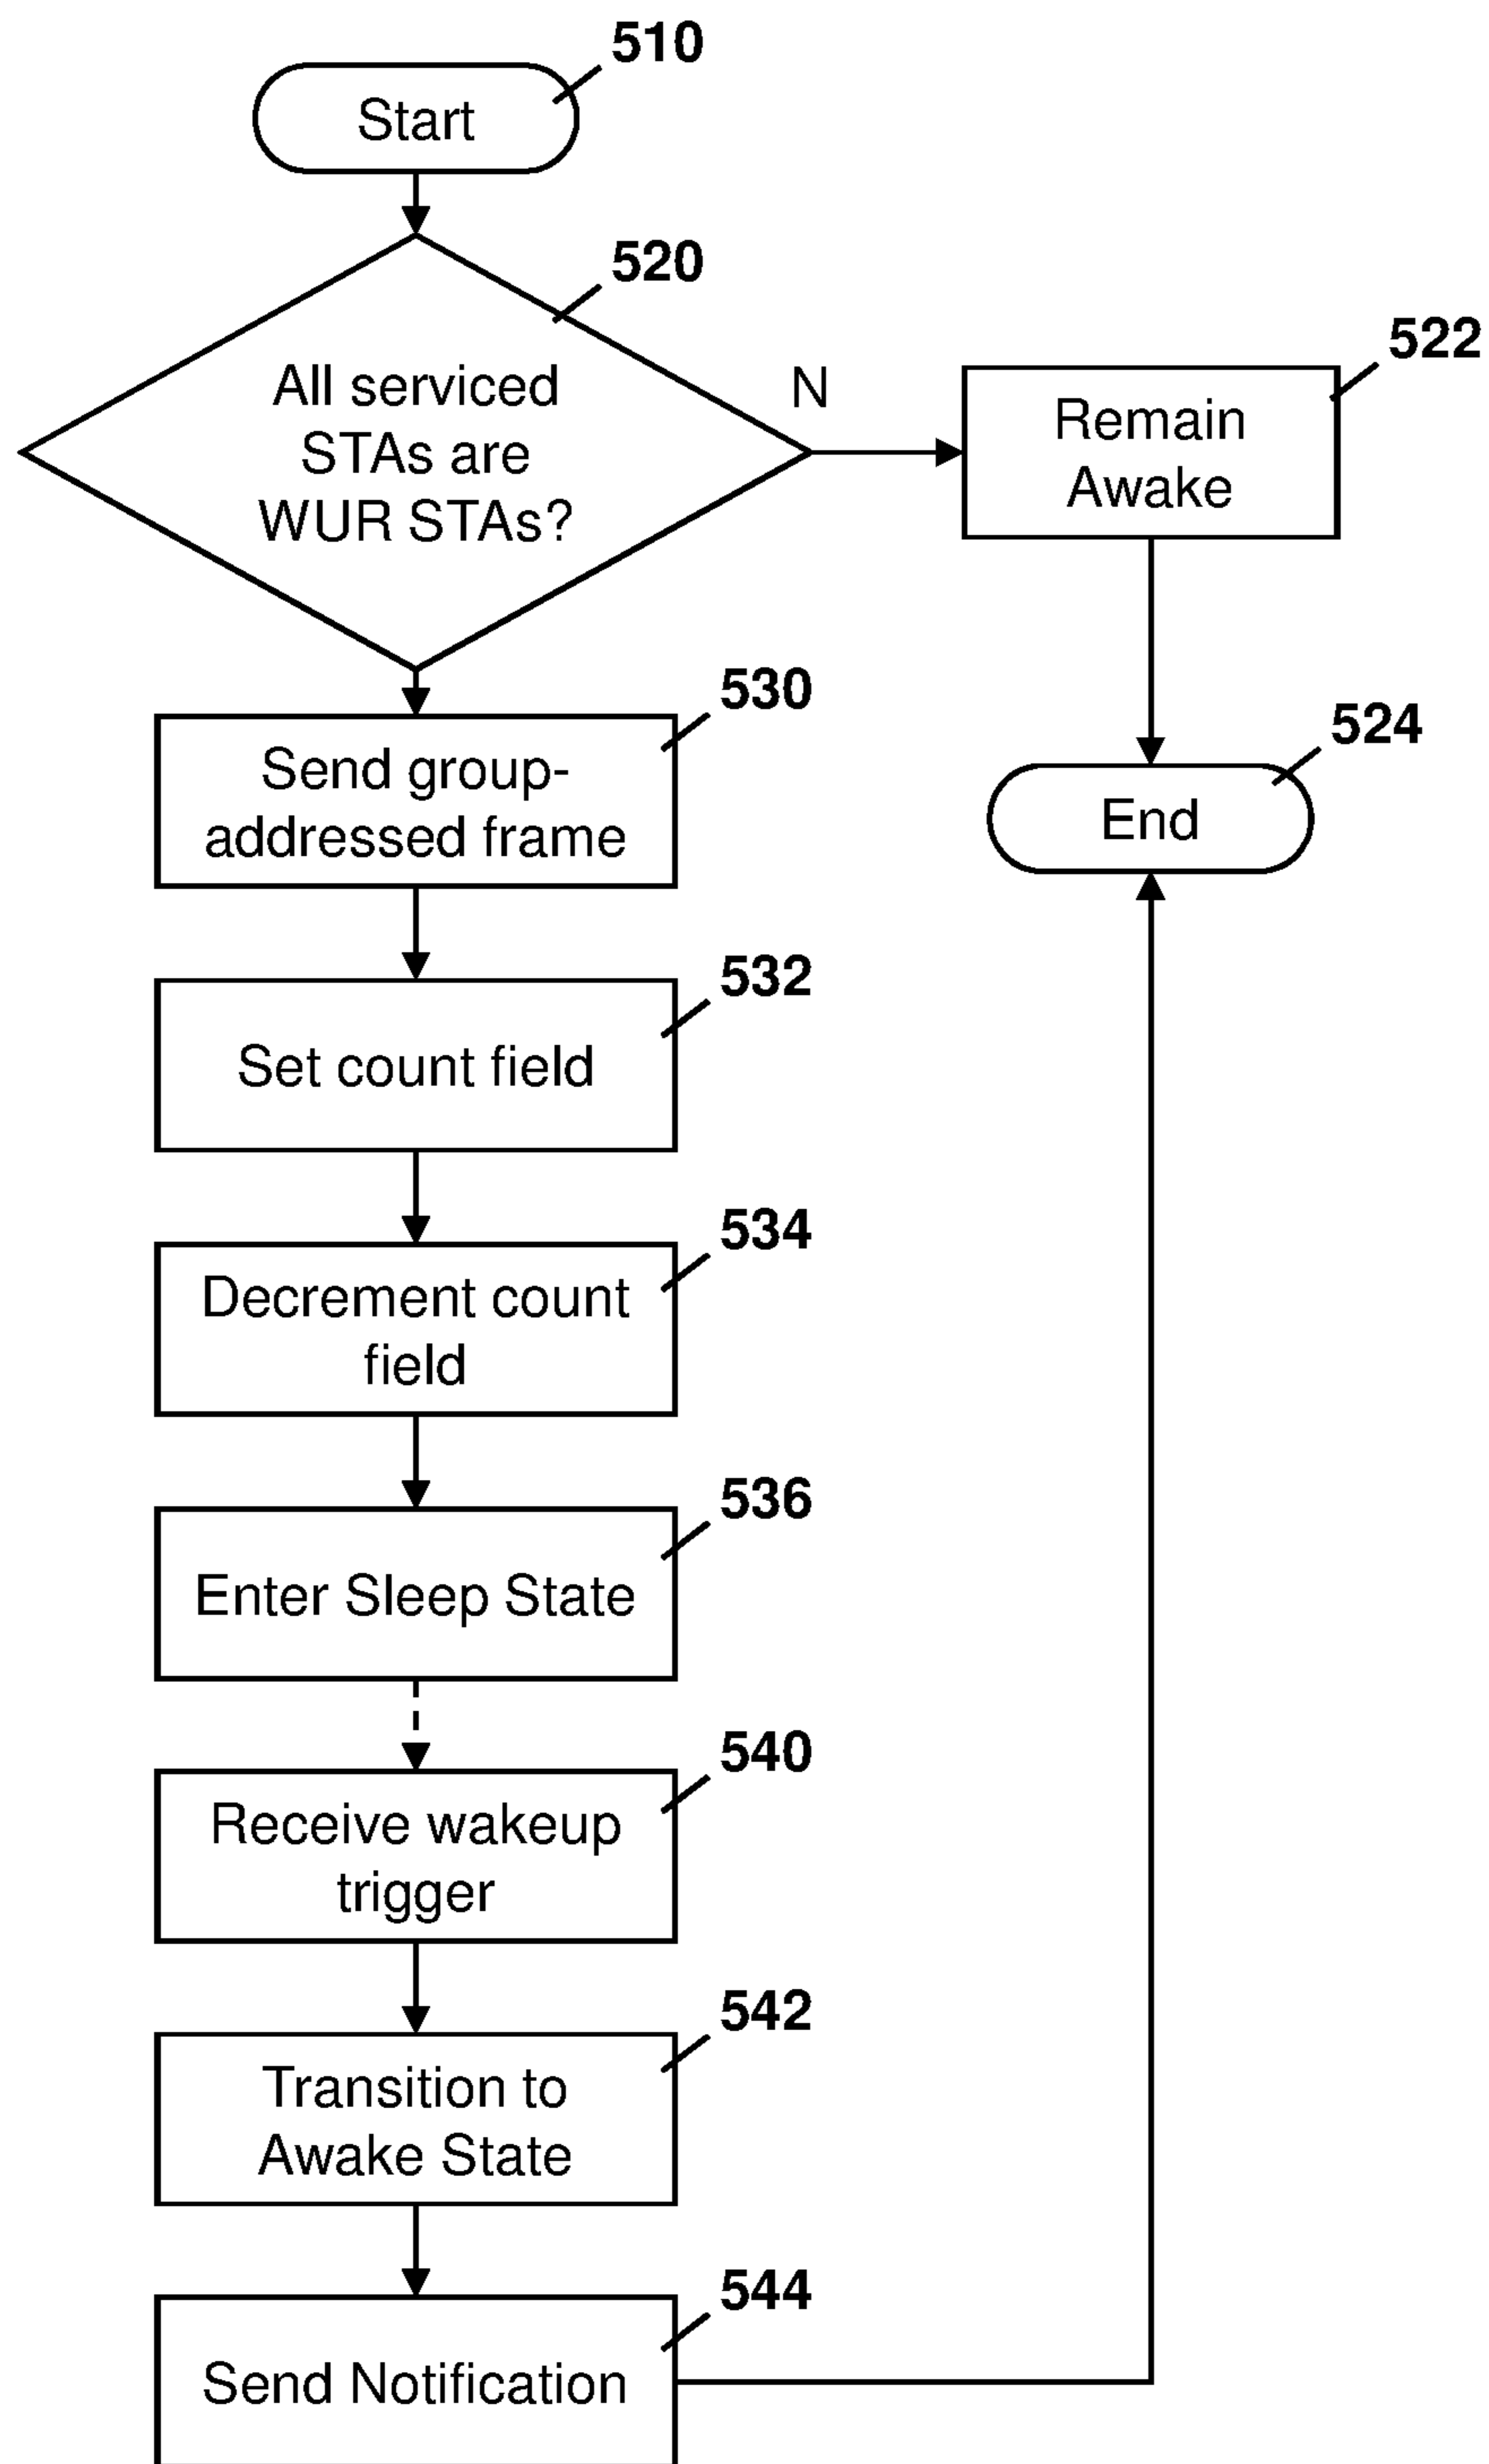 510
Start
520
All serviced
STAs are
WUR STAs?
N
522
Remain
Awake
530
Send group-
addressed frame
524
End
532
Set count field
534
Decrement count
field
536
Enter Sleep State
540
Receive wakeup
trigger
542
Transition to
Awake State
544
Send Notification